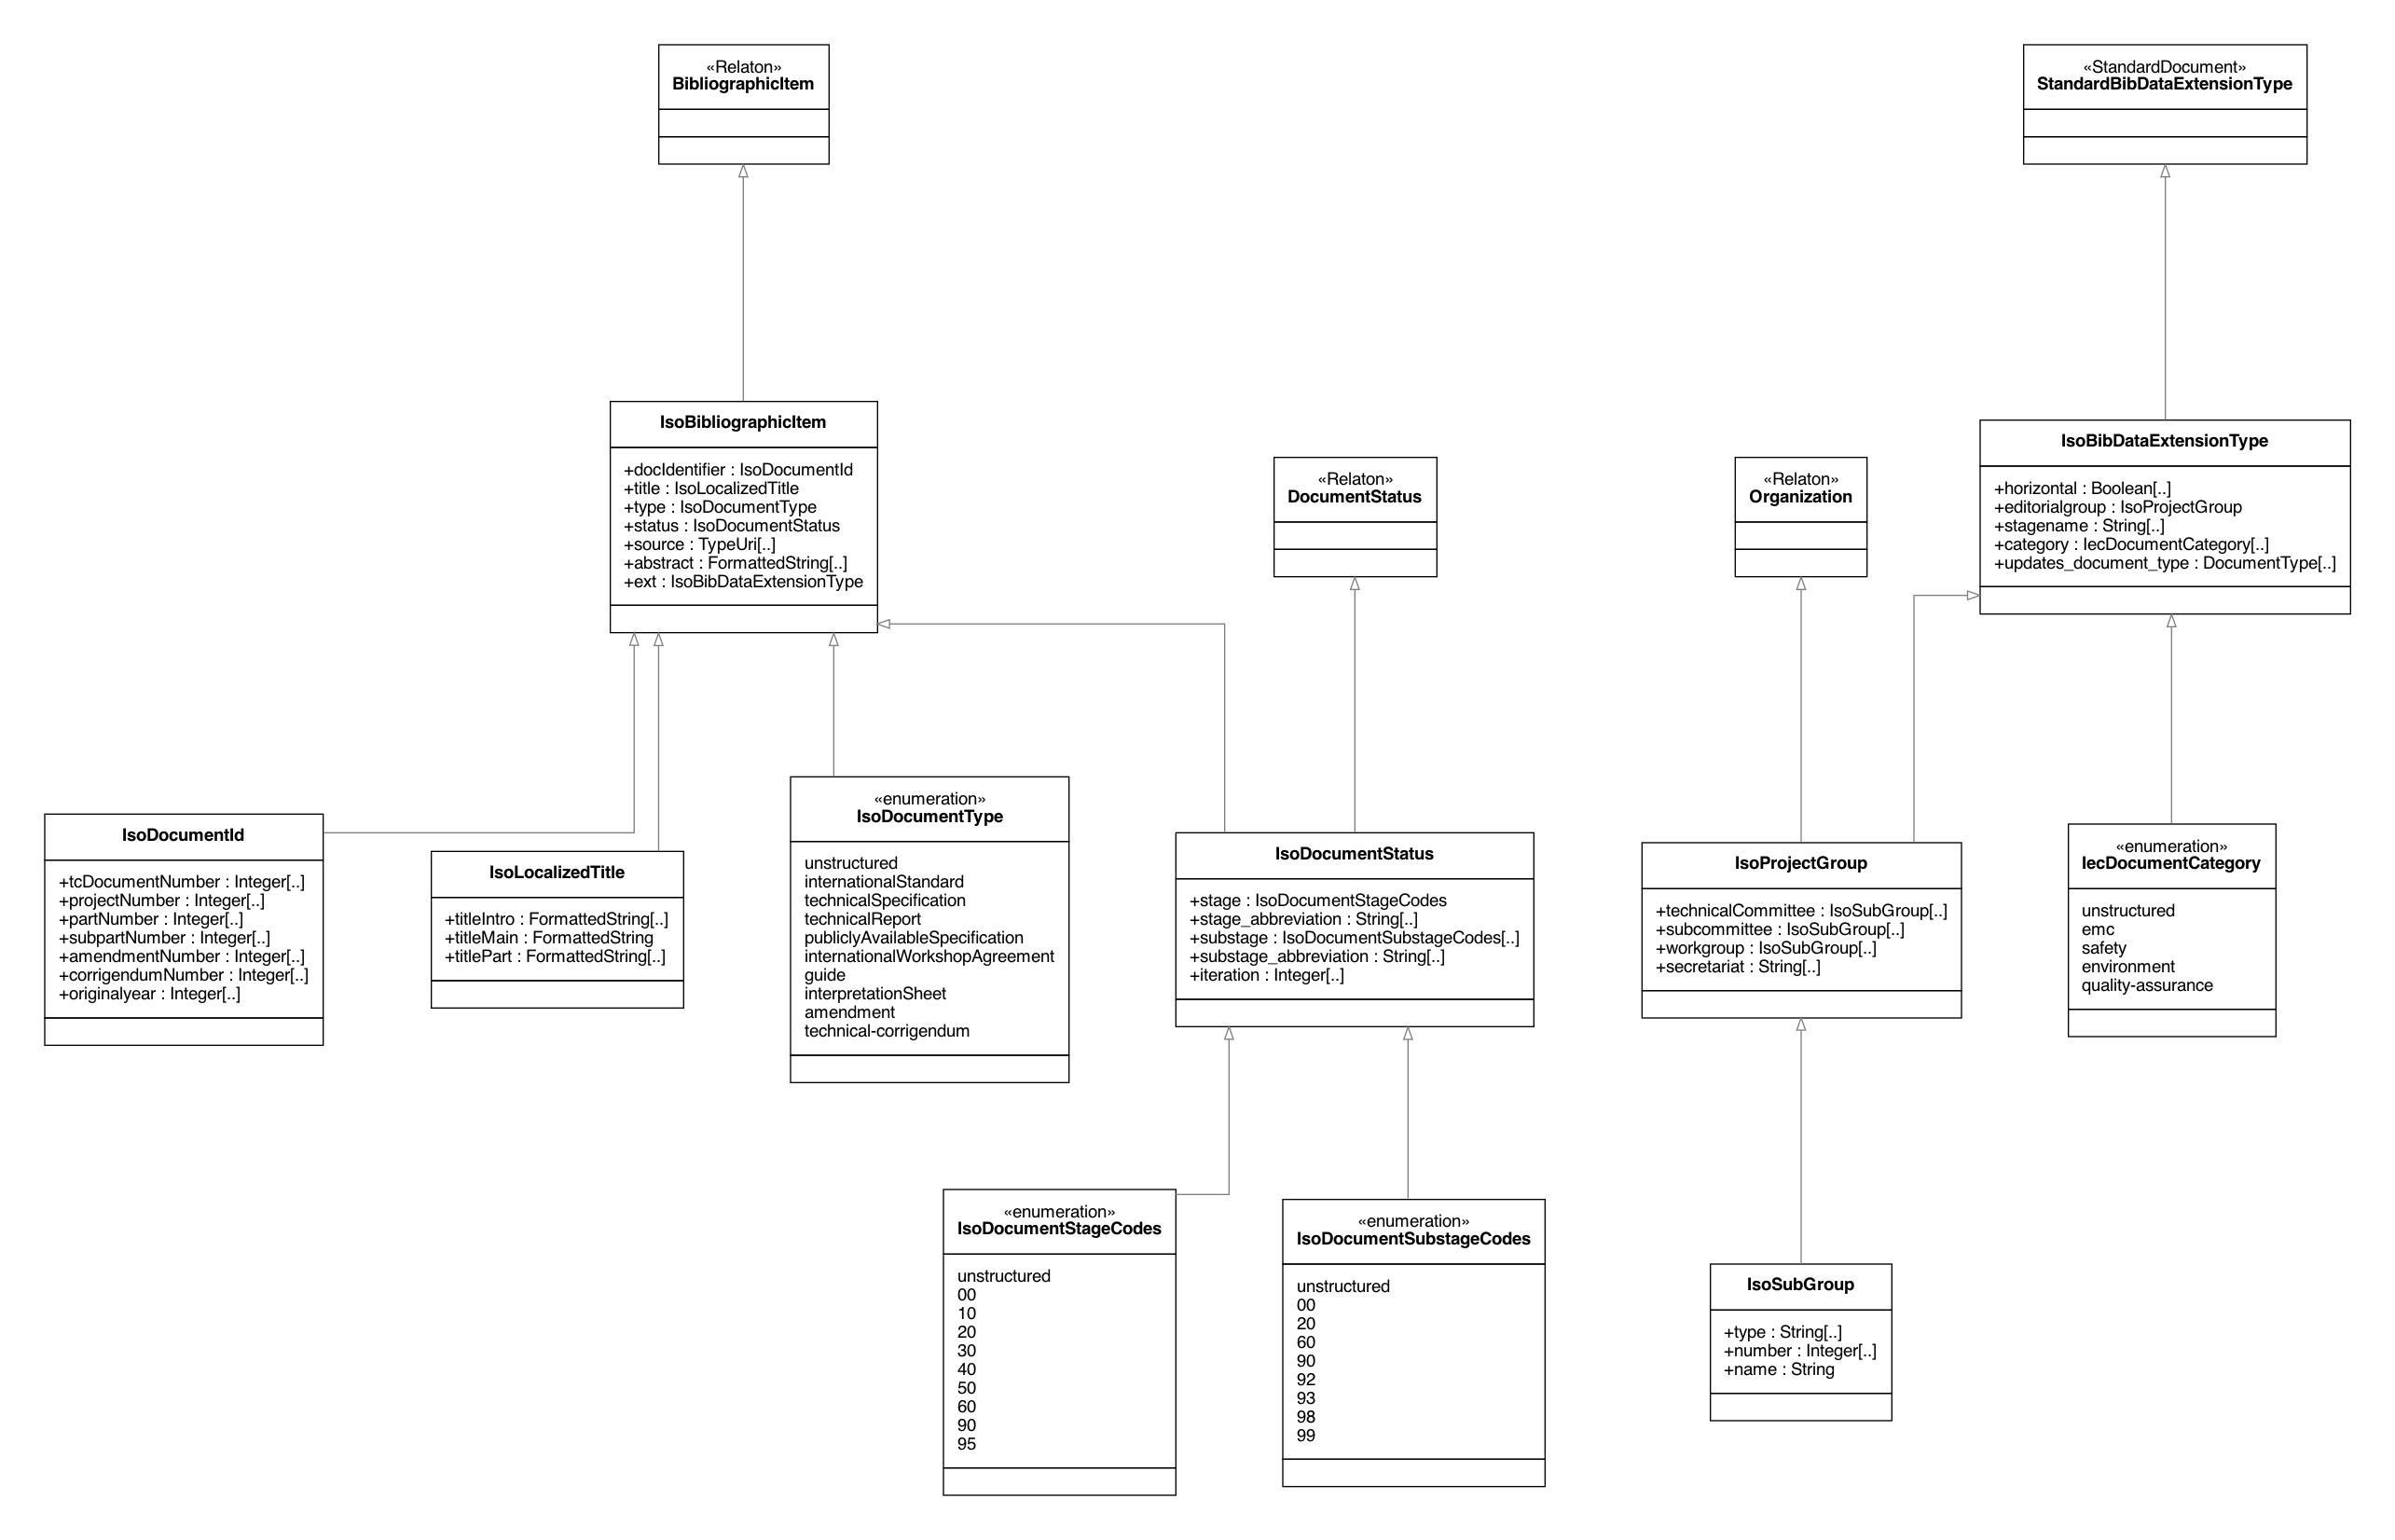 «Relaton»
BibliographicItem
«StandardDocument»
StandardBibDataExtensionType
IsoBibliographicItem
+docIdentifier : IsoDocumentId
+title : IsoLocalizedTitle
+type : IsoDocumentType
+status : IsoDocumentStatus
+source : TypeUri[..]
+abstract : FormattedString[..]
+ext : IsoBibDataExtensionType
«Relaton»
DocumentStatus
«Relaton»
Organization
IsoBibDataExtensionType
+horizontal : Boolean[..]
+editorialgroup : IsoProjectGroup
+stagename : String[..]
+category : IecDocumentCategory[..]
+updates_document_type : DocumentType[..]
IsoDocumentId
+tcDocumentNumber : Integer[..]
+projectNumber : Integer[..]
+partNumber : Integer[..]
+subpartNumber : Integer[..]
+amendmentNumber : Integer[..]
+corrigendumNumber : Integer[..]
+originalyear : Integer[..]
IsoLocalizedTitle
+titleIntro : FormattedString[..]
+titleMain : FormattedString
+titlePart : FormattedString[..]
«enumeration»
IsoDocumentType
unstructured
internationalStandard
technicalSpecification
technicalReport
publiclyAvailableSpecification
internationalWorkshopAgreement
guide
interpretationSheet
amendment
technical-corrigendum
IsoDocumentStatus
+stage : IsoDocumentStageCodes
+stage_abbreviation : String[..]
+substage : IsoDocumentSubstageCodes[..]
+substage_abbreviation : String[..]
+iteration : Integer[..]
IsoProjectGroup
+technicalCommittee : IsoSubGroup[..]
+subcommittee : IsoSubGroup[..]
+workgroup : IsoSubGroup[..]
+secretariat : String[..]
«enumeration»
IecDocumentCategory
unstructured
emc
safety
environment
quality-assurance
«enumeration»
IsoDocumentStageCodes
unstructured
00
10
20
30
40
50
60
90
95
«enumeration»
IsoDocumentSubstageCodes
unstructured
00
20
60
90
92
93
98
99
IsoSubGroup
+type : String[..]
+number : Integer[..]
+name : String